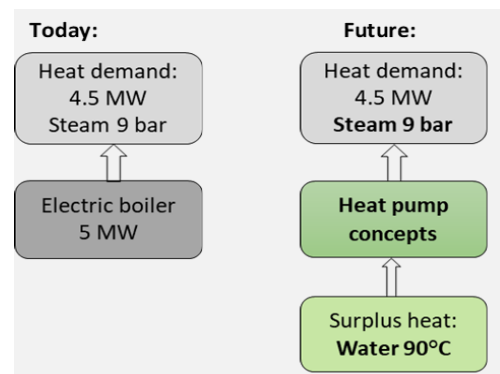 Today:
Heat demand:
4.5 MW
Steam 9 bar
Electric boiler
5 MW
Future:
Heat demand:
4.5 MW
Steam 9 bar
Heat pump
concepts
Surplus heat:
Water 90°C